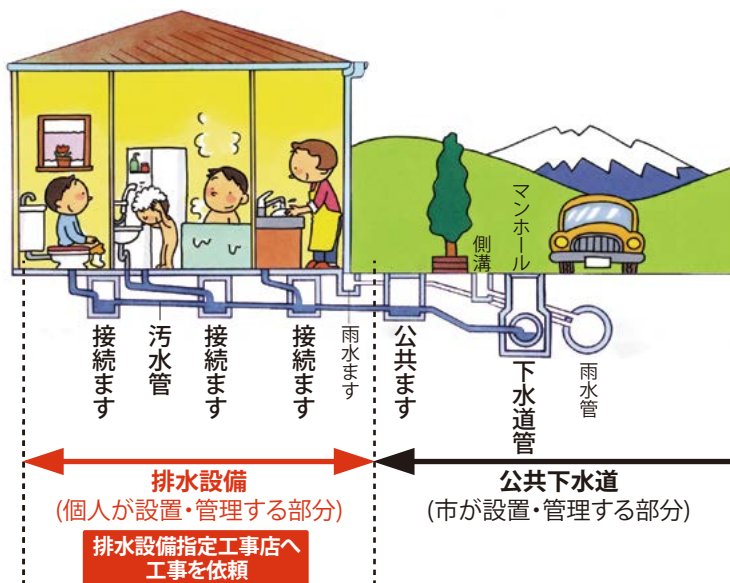 側溝
マンホール
接続ます
汚水管
接続ます
接続ます
雨水ます
公共ます
下水道管
雨水管
排水設備
(個人が設置・管理する部分)
公共下水道
(市が設置・管理する部分)
排水設備指定工事店へ
工事を依頼